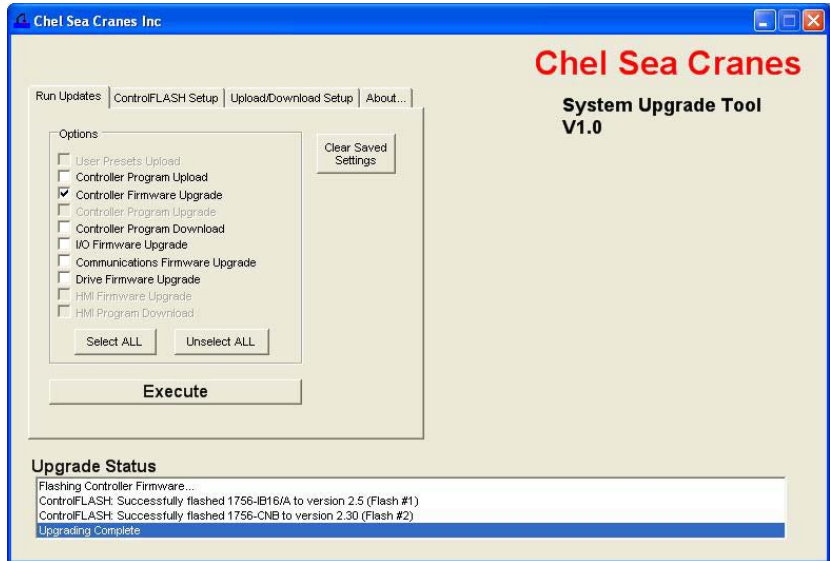 Chel Sea Cranes Inc
Chel Sea Cranes
System Upgrade Tool
V1.0
Run Updates ControlFLASH Setup Upload/Download Setup About...
Options
User Presets Upload
Controller Program Upload
Controller Firmware Upgrade
Controller Program Upgrade
Controller Program Download
I/O Firmware Upgrade
Communications Firmware Upgrade
Drive Firmware Upgrade
HMI Firmware Upgrade
HMI Program Download
Select ALL Unselect ALL
Clear Saved
Settings
Execute
Upgrade Status
Flashing Controller Firmware...
ControlFLASH: Successfully flashed 1756-IB16/A to version 2.5 (Flash #1)
ControlFLASH: Successfully flashed 1756-CNB to version 2.30 (Flash #2)
Upgrading Complete